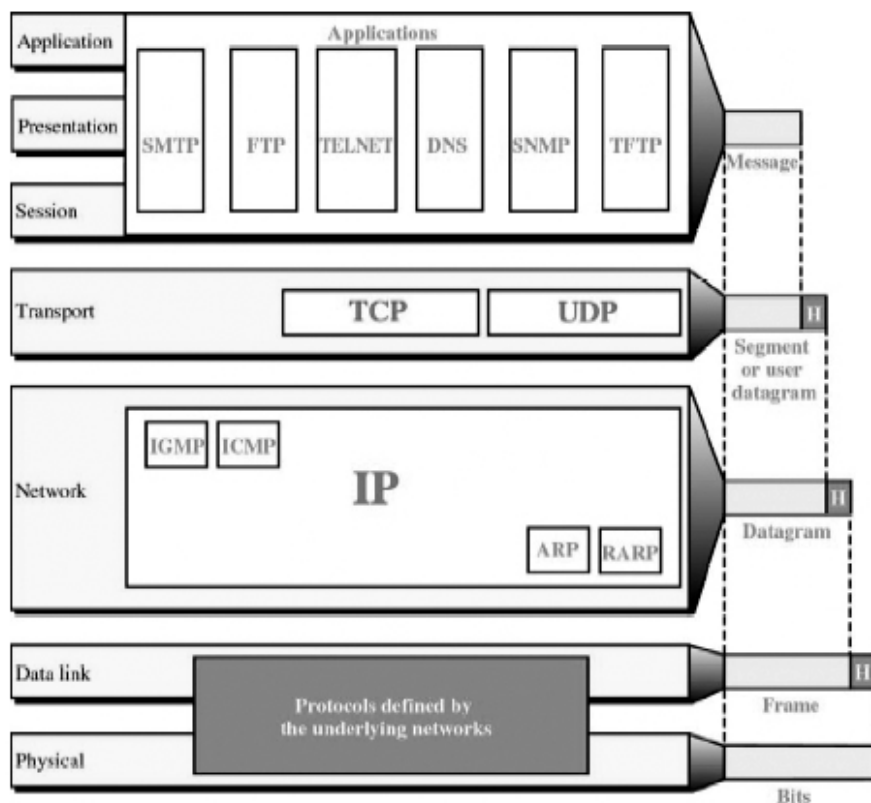 Application
Applications
Presentation
SMTP
FTP
TELNET
DNS
SNMP
TFTP
Message
Session
Transport
TCP
UDP
H
Segment
or user
datagram
Network
IGMP
ICMP
IP
H
Datagram
ARP
RARP
Data link
H
Frame
Protocols defined by
the underlying networks
Physical
Bits